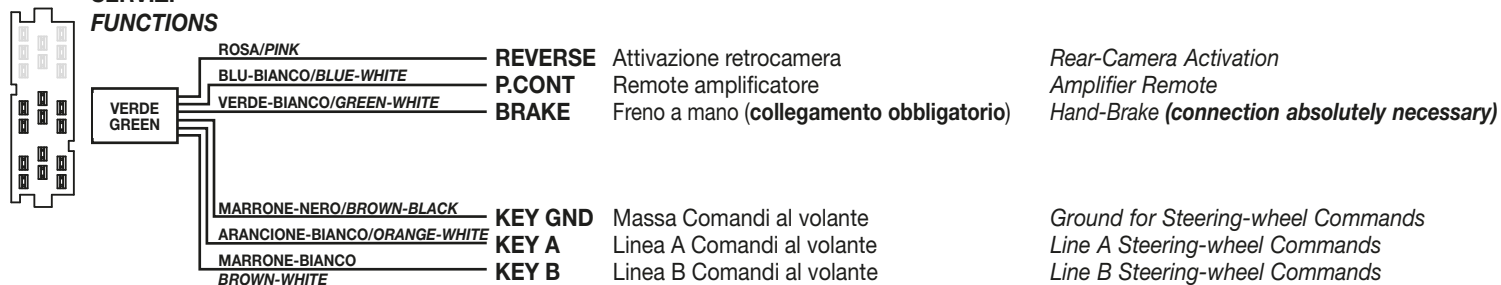 FUNCTIONS
ROSA/PINK REVERSE Attivazione retrocamera Rear-Camera Activation
BLU-BIANCO/BLUE-WHITE P.CONT Remote amplificatore Amplifier Remote
VERDE-BIANCO/GREEN-WHITE BRAKE Freno a mano (collegamento obbligatorio) Hand-Brake (connection absolutely necessary)
VERDE
GREEN
MARRONE-NERO/BROWN-BLACK KEY GND Massa Comandi al volante Ground for Steering-wheel Commands
ARANCIONE-BIANCO/ORANGE-WHITE KEY A Linea A Comandi al volante Line A Steering-wheel Commands
MARRONE-BIANCO KEY B Linea B Comandi al volante Line B Steering-wheel Commands
BROWN-WHITE